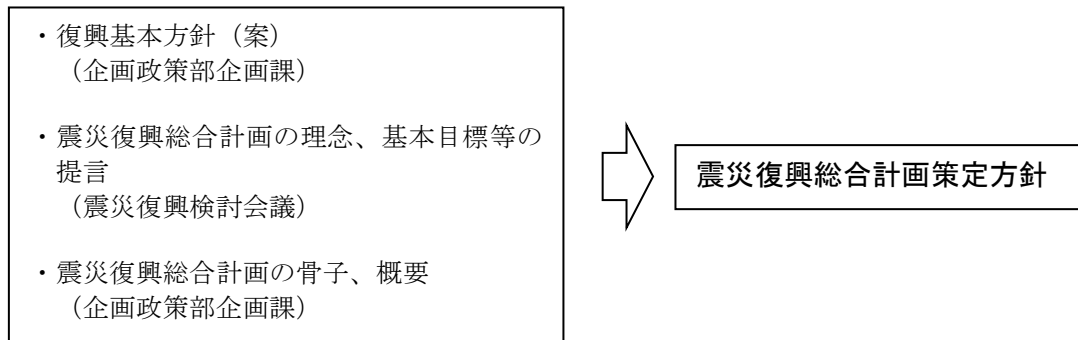 ・復興基本方針（案）
（企画政策部企画課）
・震災復興総合計画の理念、基本目標等の
提言
（震災復興検討会議）
・震災復興総合計画の骨子、概要
（企画政策部企画課）
震災復興総合計画策定方針